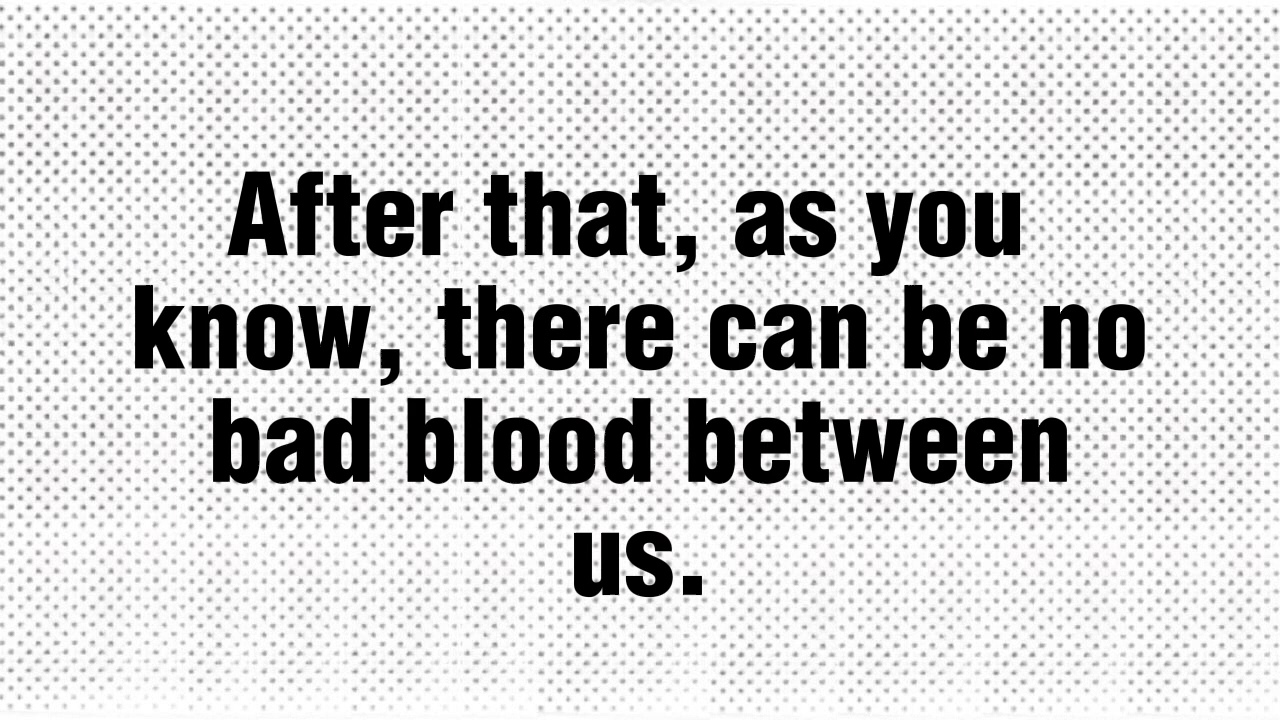 After that, as you
know, there can be no
bad blood between
us.